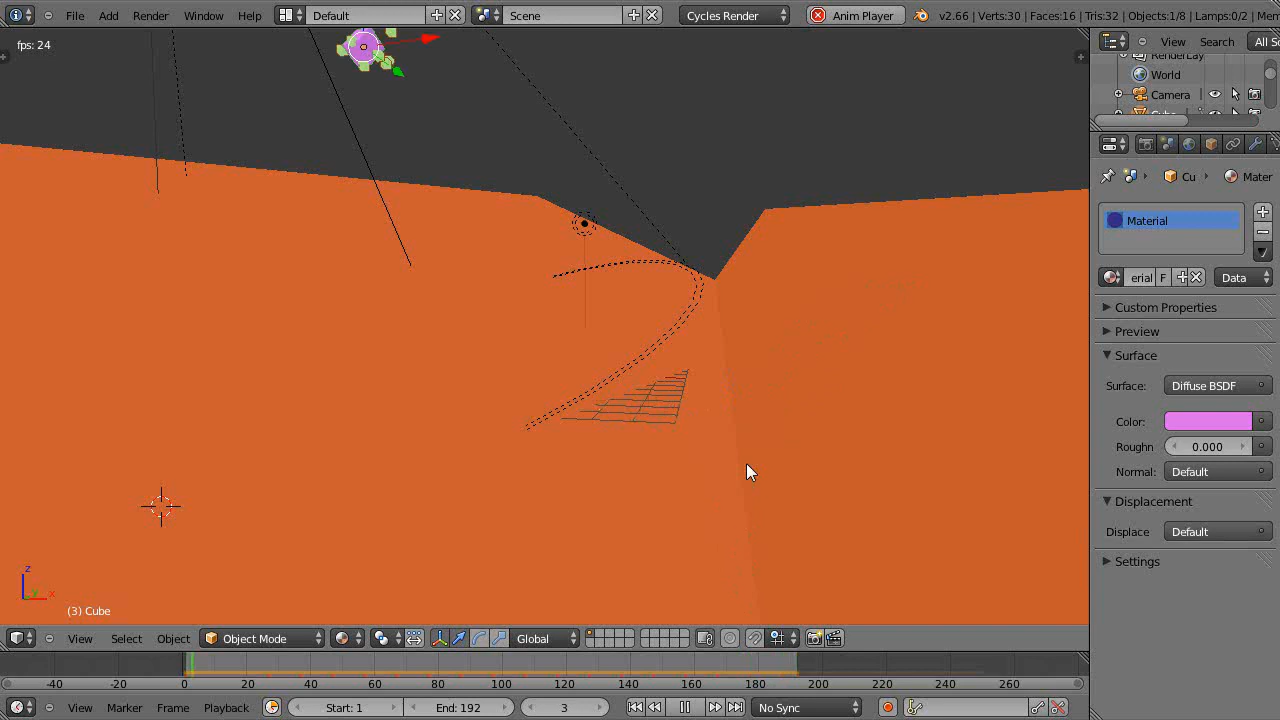 File Add Render Window Help Default Scene Cycles Render Anim Player v2.66 | Verts:30 | Faces:16 | Tris:32 | Objects:1/8 | Lamps:0/2 | Mem
fps: 24
View Search All S
RenderLay
World
Camera
Cube
Cu Mater
Material
erial F Data
Custom Properties
Preview
Surface
Surface: Diffuse BSDF
Color:
Roughn 0.000
Normal: Default
Displacement
Displace Default
Settings
z
y x
(3) Cube
View Select Object Object Mode Global
-40 -20 0 20 40 60 80 100 120 140 160 180 200 220 240 260
View Marker Frame Playback Start: 1 End: 192 3 No Sync